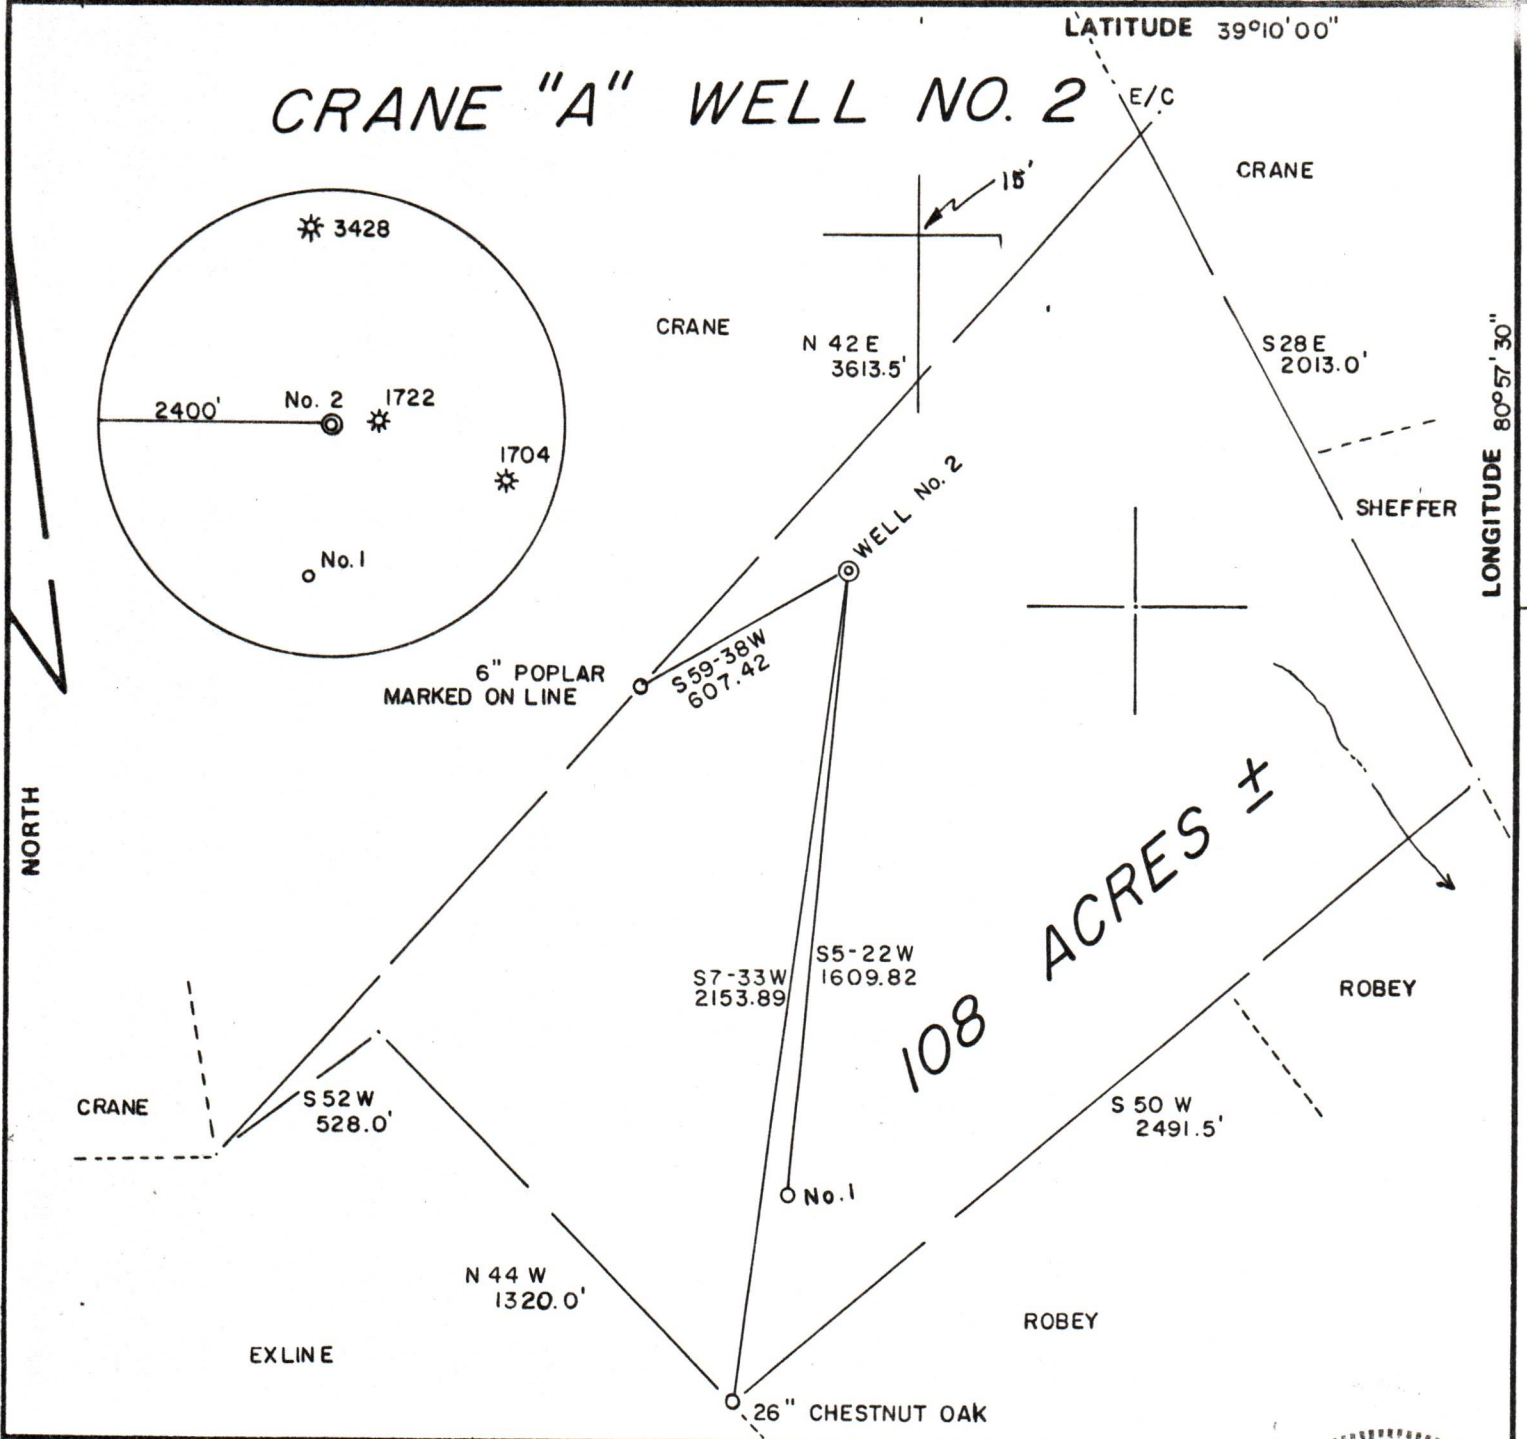 LATITUDE 39°10'00"
CRANE "A" WELL NO. 2
E/C
CRANE
15'
3428
CRANE
N 42 E
3613.5'
S 28 E
2013.0'
LONGITUDE 80°57'30"
2400'
No. 2
1722
1704
No. 1
WELL No. 2
SHEFFER
6" POPLAR
MARKED ON LINE
S59-38W
607.42
NORTH
108 ACRES ±
S7-33W
2153.89
S5-22W
1609.82
ROBEY
CRANE
S 52 W
528.0'
S 50 W
2491.5'
No. 1
N 44 W
1320.0'
ROBEY
EXLINE
26" CHESTNUT OAK